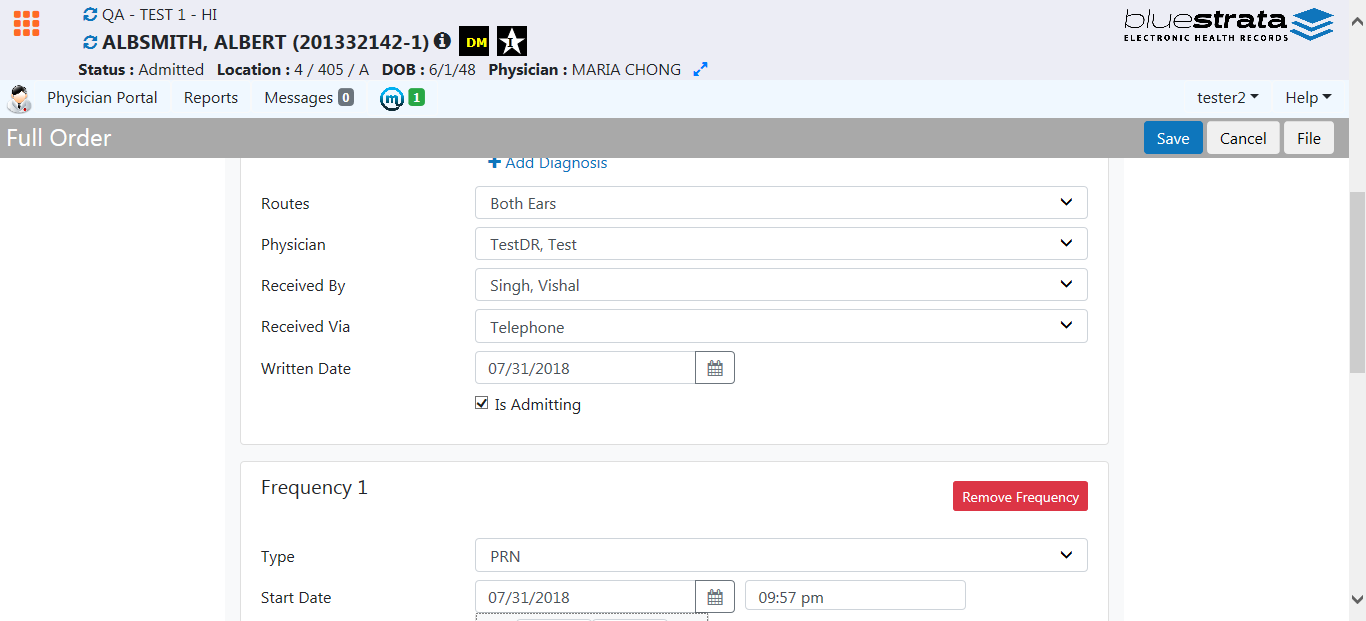 QA - TEST 1 - HI
ALBSMITH, ALBERT (201332142-1) DM 1
Status : Admitted Location : 4 / 405 / A DOB : 6/1/48 Physician : MARIA CHONG
bluestrata
ELECTRONIC HEALTH RECORDS
Physician Portal Reports Messages 0 m 1 tester2 Help
Full Order Save Cancel File
Add Diagnosis
Routes Both Ears
Physician TestDR, Test
Received By Singh, Vishal
Received Via Telephone
Written Date 07/31/2018
Is Admitting
Frequency 1 Remove Frequency
Type PRN
Start Date 07/31/2018 09:57 pm